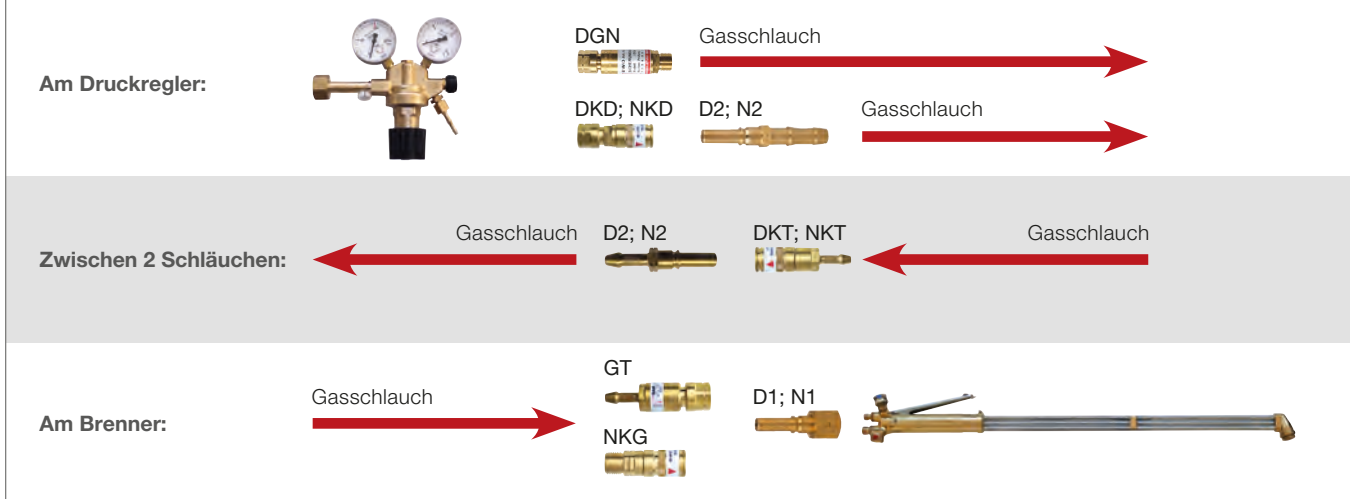 DGN
Gasschlauch
Am Druckregler:
DKD; NKD
D2; N2
Gasschlauch
Gasschlauch
D2; N2
DKT; NKT
Gasschlauch
Zwischen 2 Schläuchen:
GT
Gasschlauch
D1; N1
Am Brenner:
NKG